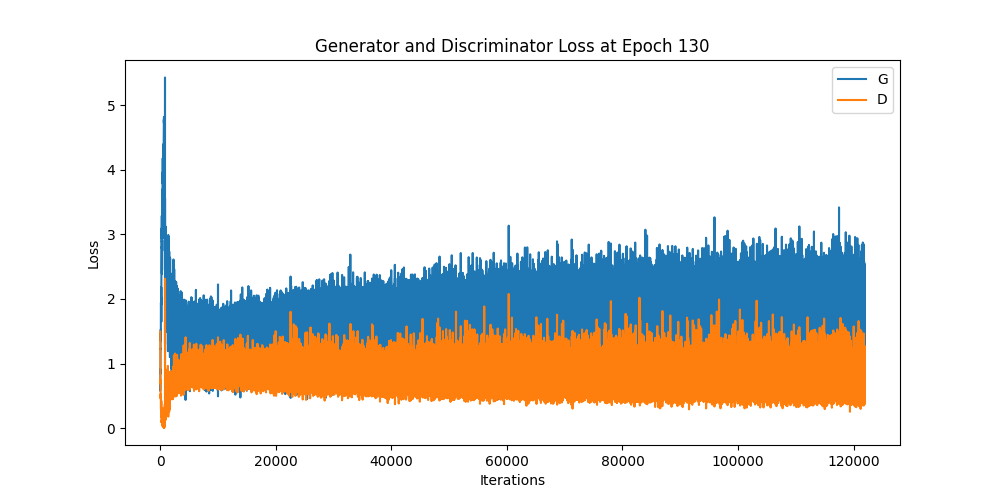 Generator and Discriminator Loss at Epoch 130
G
D
5
4
3
2
1
0
Loss
0 20000 40000 60000 80000 100000 120000
Iterations